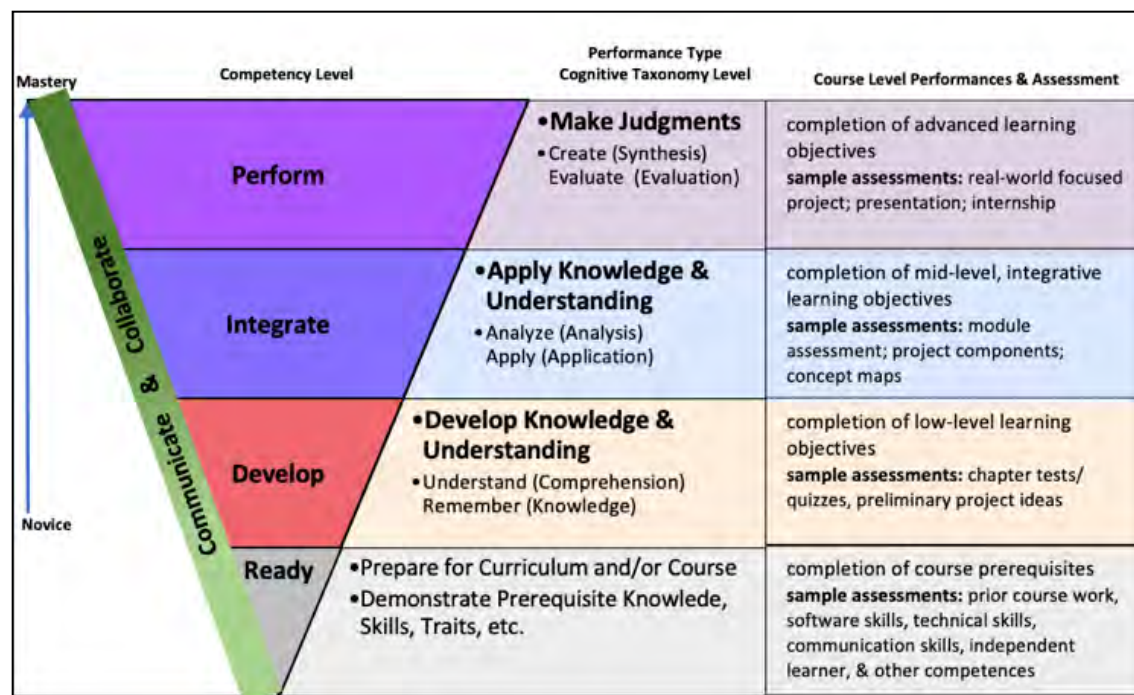 Mastery
Competency Level
Performance Type
Cognitive Taxonomy Level
Course Level Performances & Assessment
Perform
•Make Judgments
•Create (Synthesis)
Evaluate (Evaluation)
completion of advanced learning
objectives
sample assessments: real-world focused
project; presentation; internship
Integrate
•Apply Knowledge &
Understanding
•Analyze (Analysis)
Apply (Application)
completion of mid-level, integrative
learning objectives
sample assessments: module
assessment; project components;
concept maps
Develop
•Develop Knowledge &
Understanding
•Understand (Comprehension)
Remember (Knowledge)
completion of low-level learning
objectives
sample assessments: chapter tests/
quizzes, preliminary project ideas
Novice
Ready
•Prepare for Curriculum and/or Course
•Demonstrate Prerequisite Knowlede,
Skills, Traits, etc.
completion of course prerequisites
sample assessments: prior course work,
software skills, technical skills,
communication skills, independent
learner, & other competences
Communicate & Collaborate